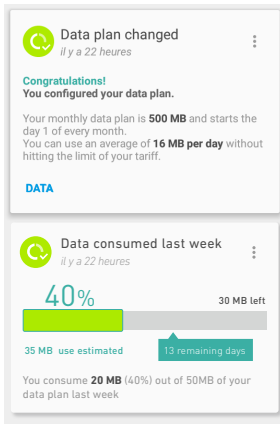 Data plan changed
il y a 22 heures
Congratulations!
You configured your data plan.
Your monthly data plan is 500 MB and starts the
day 1 of every month.
You can use an average of 16 MB per day without
hitting the limit of your tariff.
DATA
Data consumed last week
il y a 22 heures
40%
30 MB left
35 MB use estimated
13 remaining days
You consume 20 MB (40%) out of 50MB of your
data plan last week